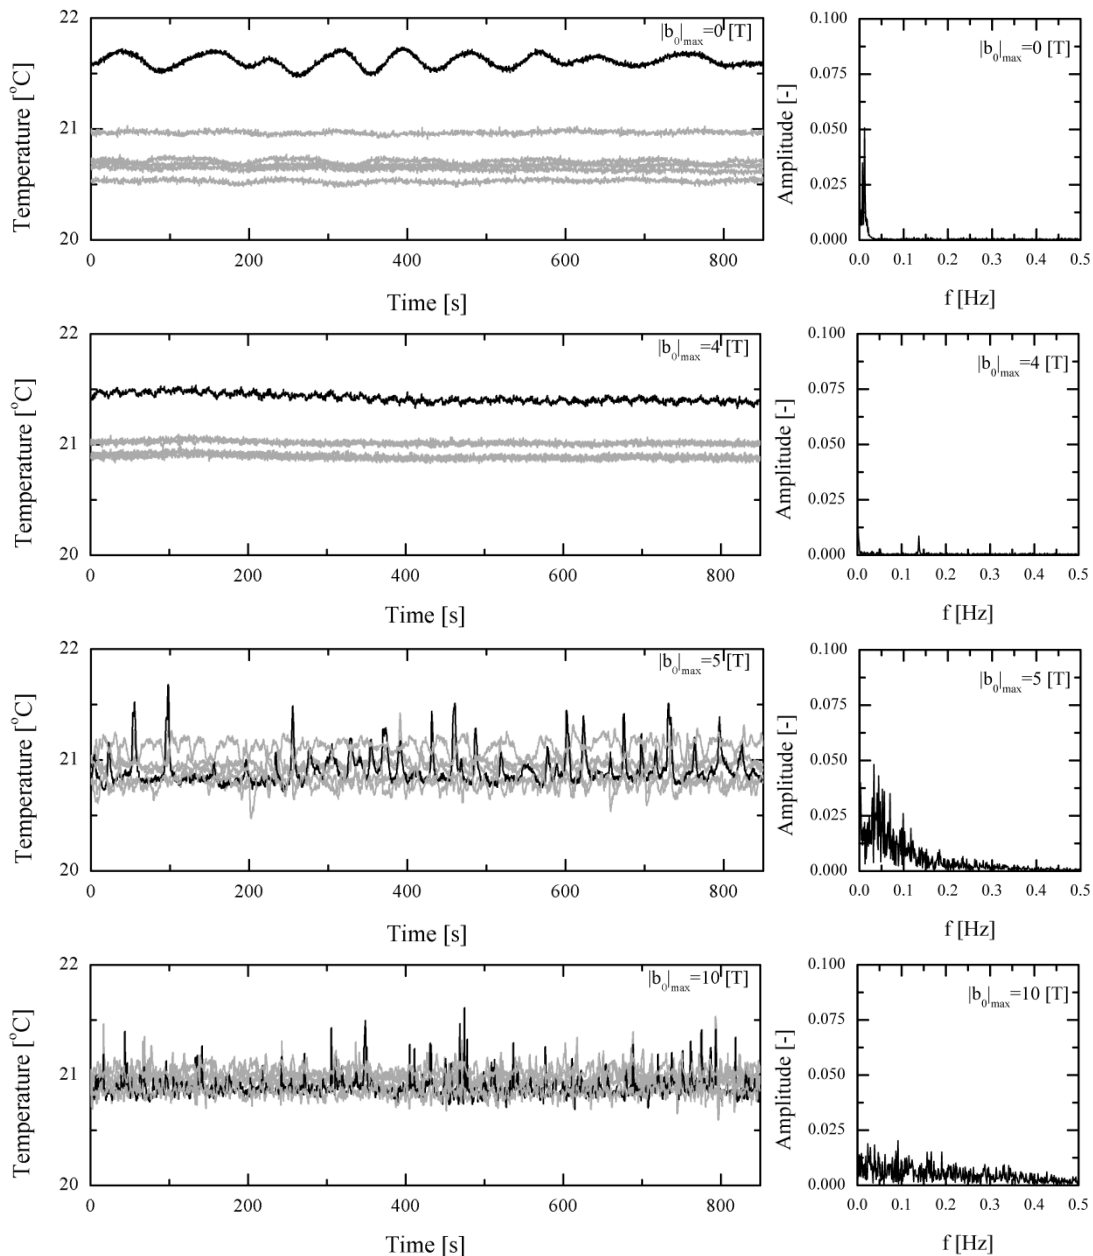 22
21
20
Temperature [°C]
|b₀|max=0 [T]
0 200 400 600 800
Time [s]
0.100
0.075
0.050
0.025
0.000
Amplitude [-]
|b₀|max=0 [T]
0.0 0.1 0.2 0.3 0.4 0.5
f [Hz]
22
21
20
Temperature [°C]
|b₀|max=4 [T]
0 200 400 600 800
Time [s]
0.100
0.075
0.050
0.025
0.000
Amplitude [-]
|b₀|max=4 [T]
0.0 0.1 0.2 0.3 0.4 0.5
f [Hz]
22
21
20
Temperature [°C]
|b₀|max=5 [T]
0 200 400 600 800
Time [s]
0.100
0.075
0.050
0.025
0.000
Amplitude [-]
|b₀|max=5 [T]
0.0 0.1 0.2 0.3 0.4 0.5
f [Hz]
22
21
20
Temperature [°C]
|b₀|max=10 [T]
0 200 400 600 800
Time [s]
0.100
0.075
0.050
0.025
0.000
Amplitude [-]
|b₀|max=10 [T]
0.0 0.1 0.2 0.3 0.4 0.5
f [Hz]